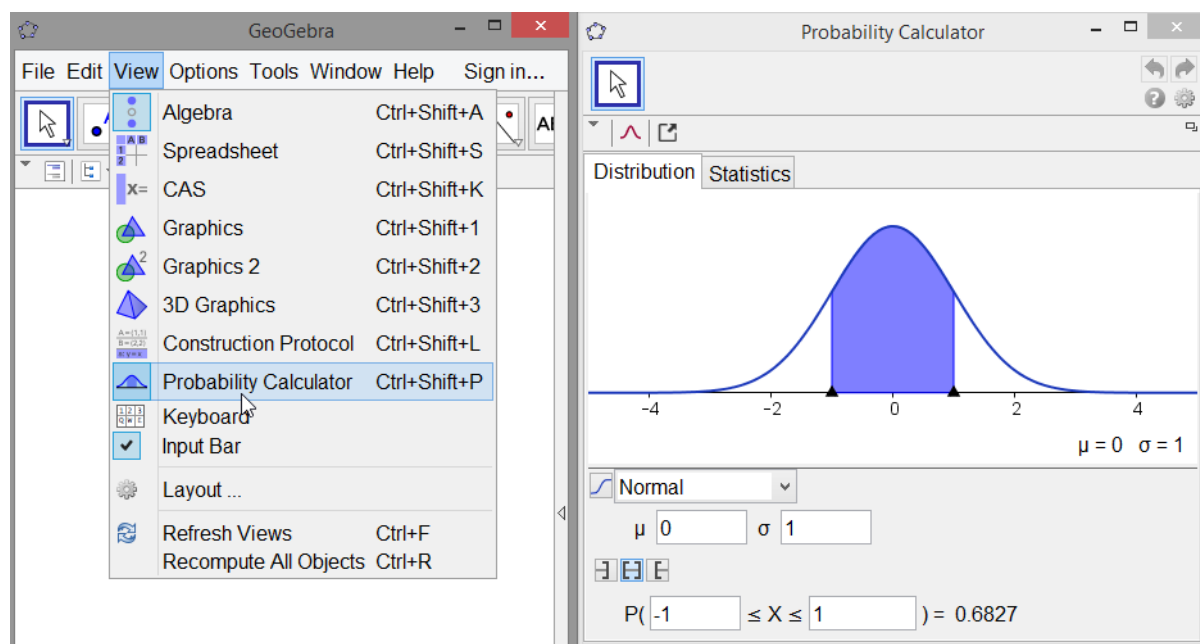 GeoGebra
File Edit View Options Tools Window Help Sign in...
Algebra Ctrl+Shift+A
Spreadsheet Ctrl+Shift+S
CAS Ctrl+Shift+K
Graphics Ctrl+Shift+1
Graphics 2 Ctrl+Shift+2
3D Graphics Ctrl+Shift+3
Construction Protocol Ctrl+Shift+L
Probability Calculator Ctrl+Shift+P
Keyboard
Input Bar
Layout ...
Refresh Views Ctrl+F
Recompute All Objects Ctrl+R
Probability Calculator
Distribution Statistics
-4 -2 0 2 4
μ = 0 σ = 1
Normal
μ 0 σ 1
P( -1 ≤ X ≤ 1 ) = 0.6827